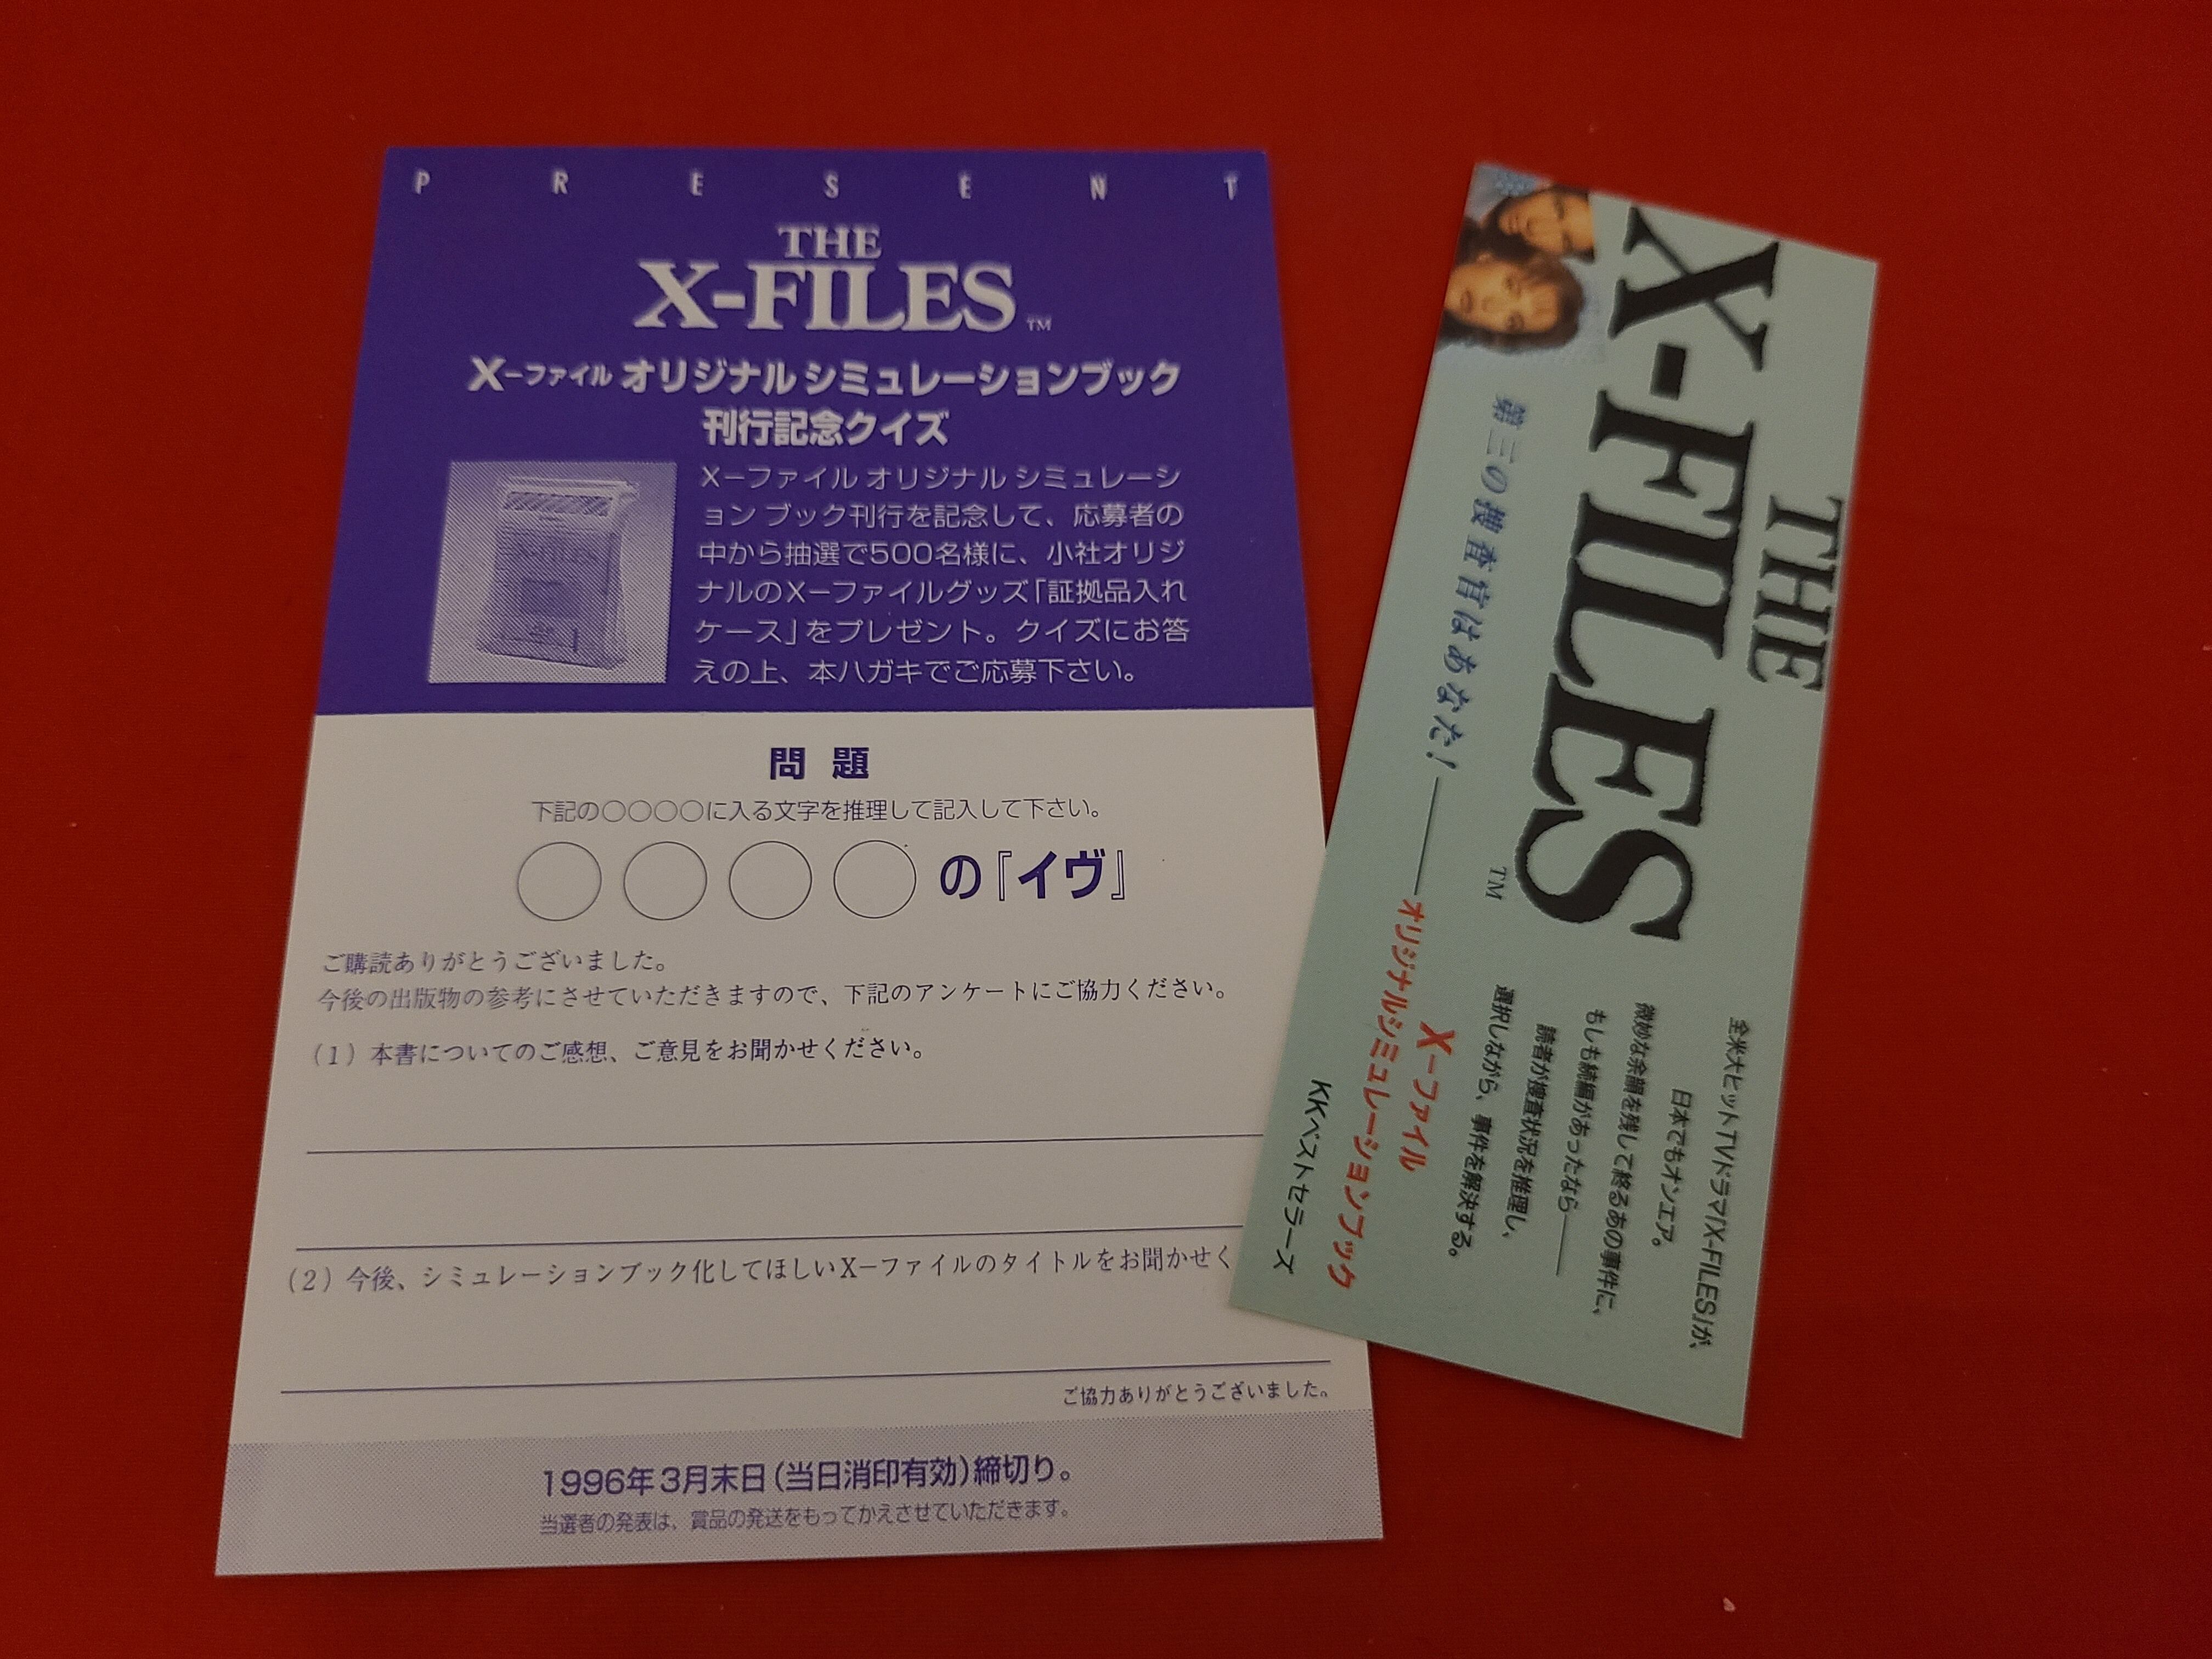 PRESENT
THE
X-FILES™
X-ファイル オリジナル シミュレーションブック
刊行記念クイズ
X-ファイル オリジナル シミュレーシ
ョン ブック刊行を記念して、応募者の
中から抽選で500名様に、小社オリジ
ナルのX-ファイルグッズ「証拠品入れ
ケース」をプレゼント。クイズにお答
えの上、本ハガキでご応募下さい。
X-FILES
問題
下記の○○○○に入る文字を推理して記入して下さい。
○○○○の『イヴ』
ご購読ありがとうございました。
今後の出版物の参考にさせていただきますので、下記のアンケートにご協力ください。
(1) 本書についてのご感想、ご意見をお聞かせください。
(2) 今後、シミュレーションブック化してほしいX-ファイルのタイトルをお聞かせく
ご協力ありがとうございました。
1996年3月末日(当日消印有効)締切り。
当選者の発表は、賞品の発送をもってかえさせていただきます。
THE
X-FILES™
第三の捜査官はあなた!
全米大ヒットTVドラマ「X-FILES」が、
日本でもオンエア。
微妙な余韻を残して終るあの事件に、
もしも続編があったなら――
読者が捜査状況を推理し、
選択しながら、事件を解決する。
X-ファイル
オリジナルシミュレーションブック
KKベストセラーズ